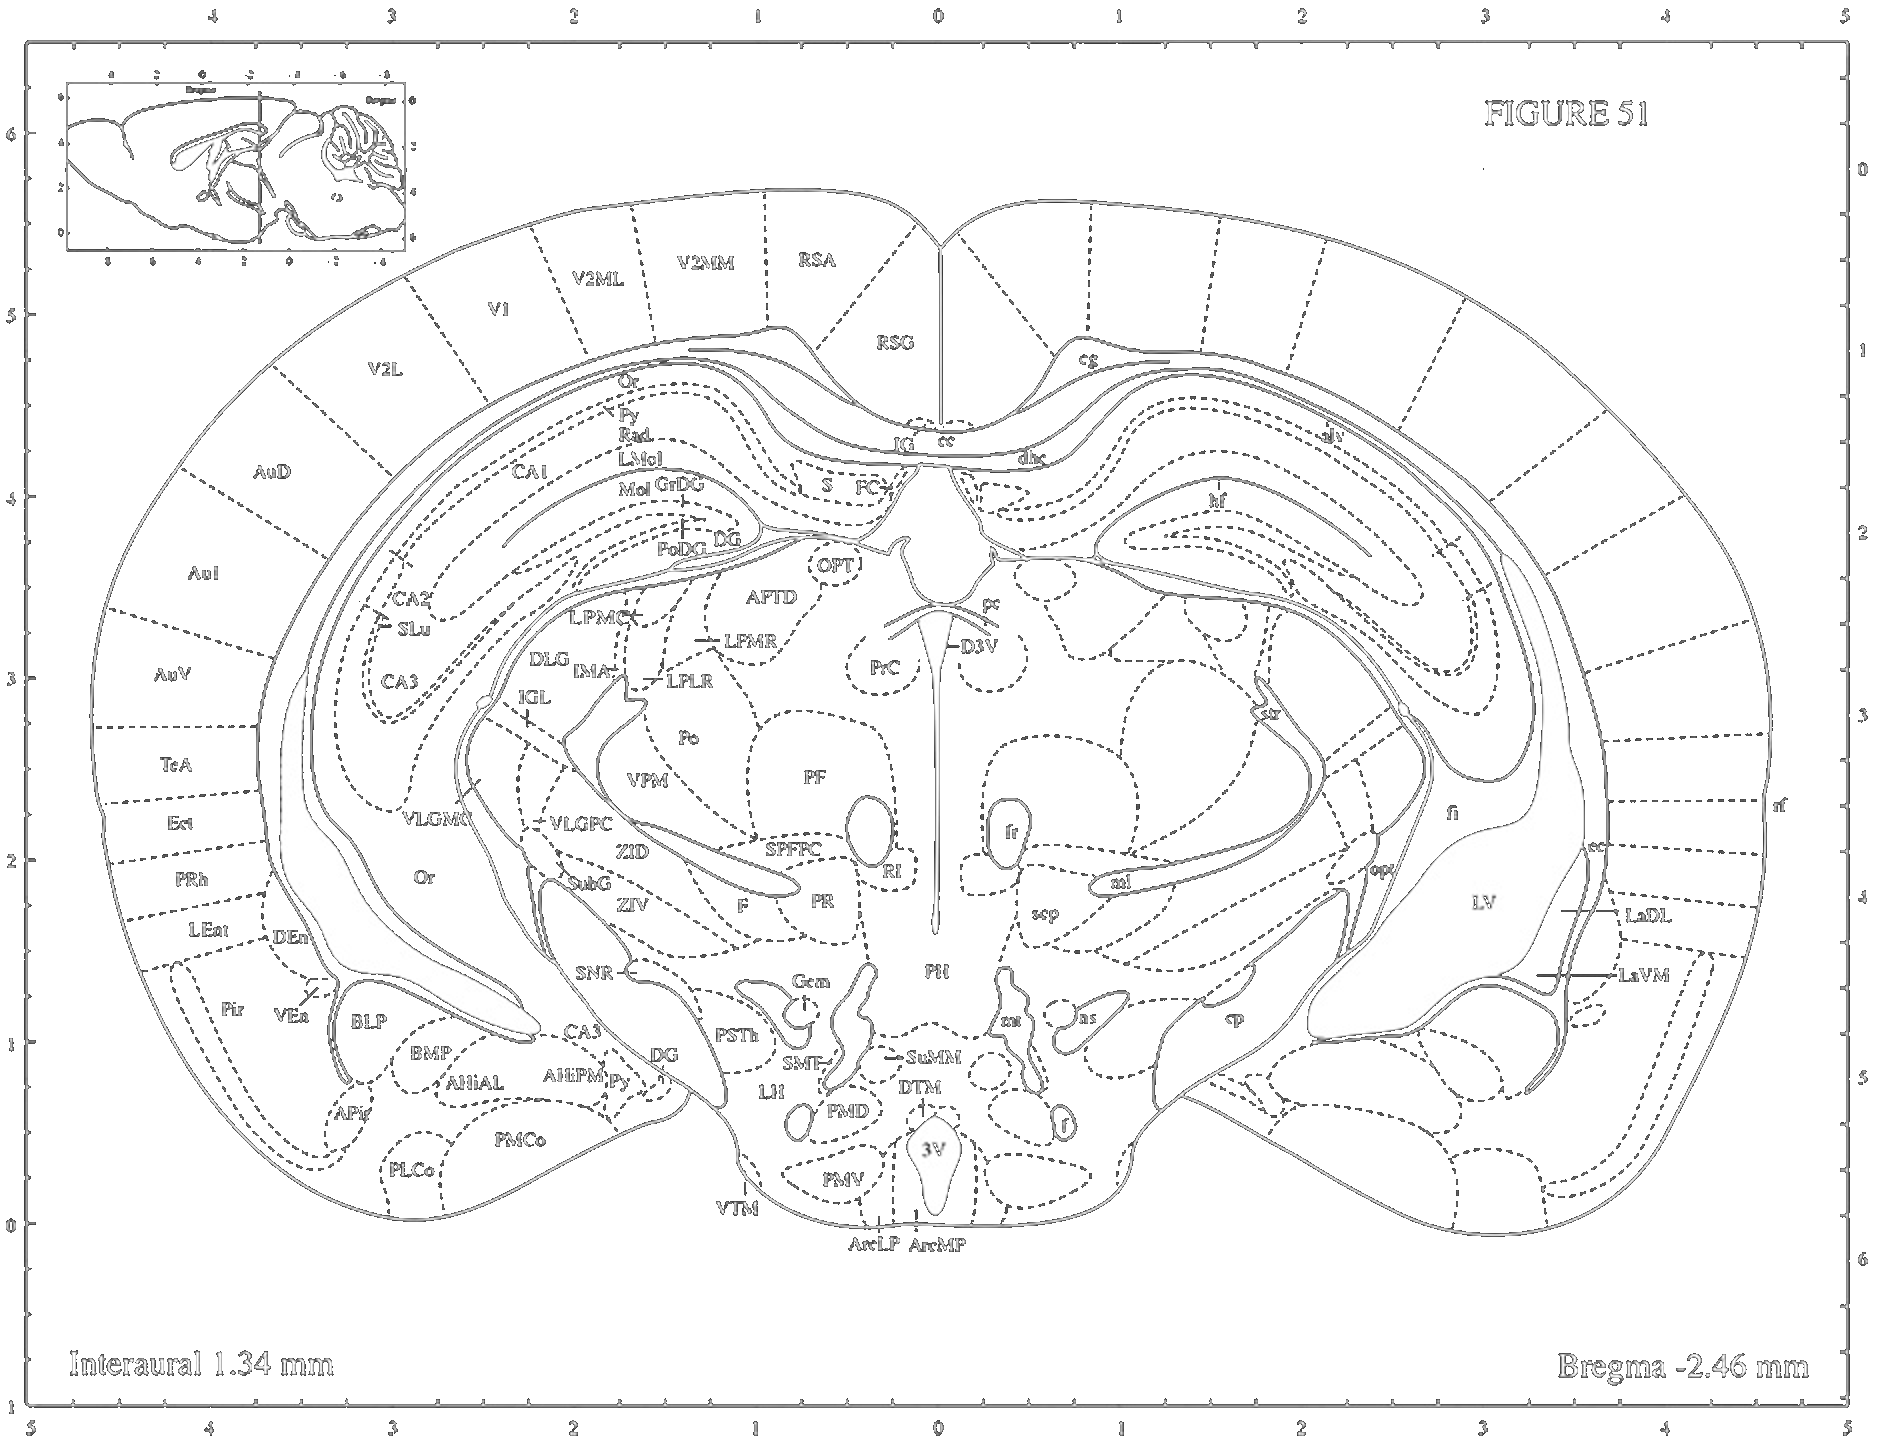 4 3 2 1 0 1 2 3 4 5
FIGURE 51
Bregma
Bregma
6
5
4
3
2
1
0
1
0
1
2
3
4
5
6
RSA
V2MM
V2ML
V1
RSG
V2L
cg
Or
Py
IG
cc
alv
Rad
dhc
LMol
AuD
CA1
S
FC
GrDG
Mol
hf
DG
PoDG
OPT
Au1
APTD
CA2
pc
LPMC
SLu
LPMR
D3V
DLG
PrC
IMA
AuV
CA3
LPLR
IGL
str
Po
TeA
PF
VPM
rf
fi
VLGMC
Ect
VLGPC
fr
SPFPC
ec
ZID
RI
opt
PRh
Or
SubG
ml
PR
LV
ZIV
F
scp
LaDL
LEnt
DEn
SNR
PH
LaVM
Gem
Pir
VEn
BLP
mt
ns
cp
CA3
PSTh
BMP
DG
SuMM
SMT
AHiPM
Py
AHiAL
DTM
LH
APir
PMD
f
PMCo
3V
PLCo
PMV
VTM
ArcLP
ArcMP
Interaural 1.34 mm
Bregma -2.46 mm
5 4 3 2 1 0 1 2 3 4 5